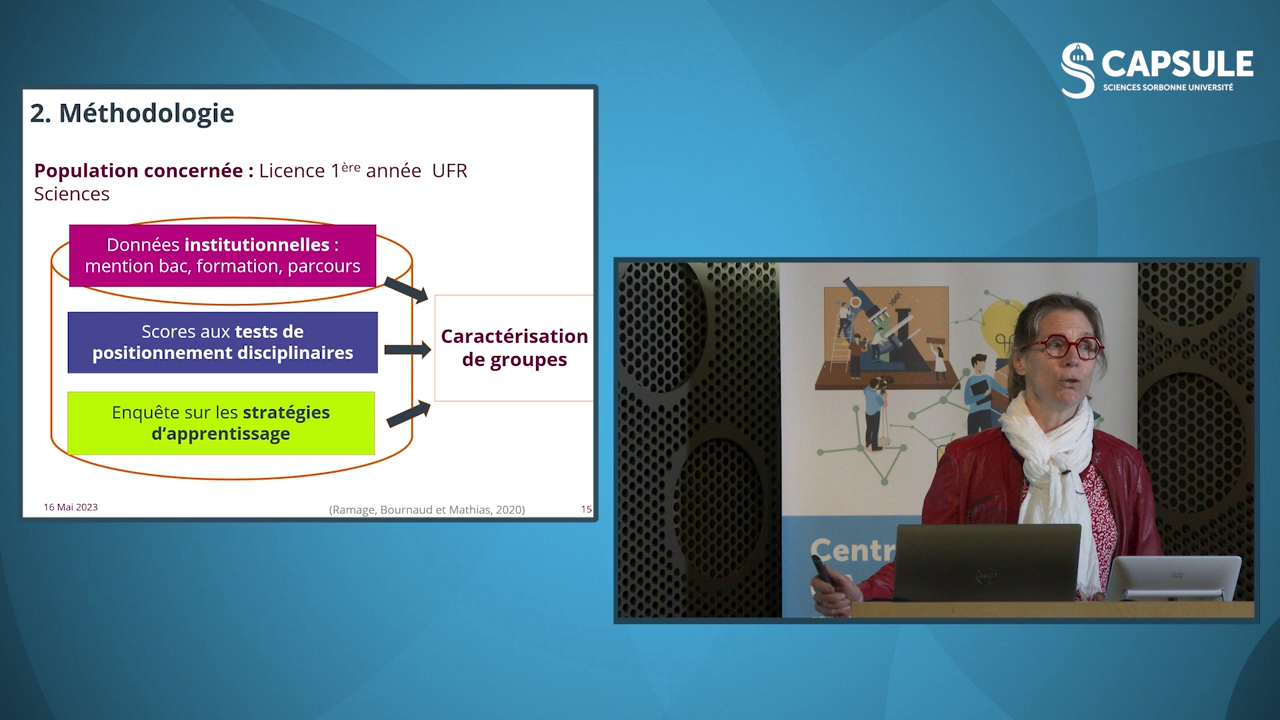 CAPSULE
SCIENCES SORBONNE UNIVERSITÉ
2. Méthodologie
Population concernée : Licence 1ère année UFR
Sciences
Données institutionnelles :
mention bac, formation, parcours
Scores aux tests de
positionnement disciplinaires
Enquête sur les stratégies
d’apprentissage
Caractérisation
de groupes
16 Mai 2023
(Ramage, Bournaud et Mathias, 2020)
15
Centr